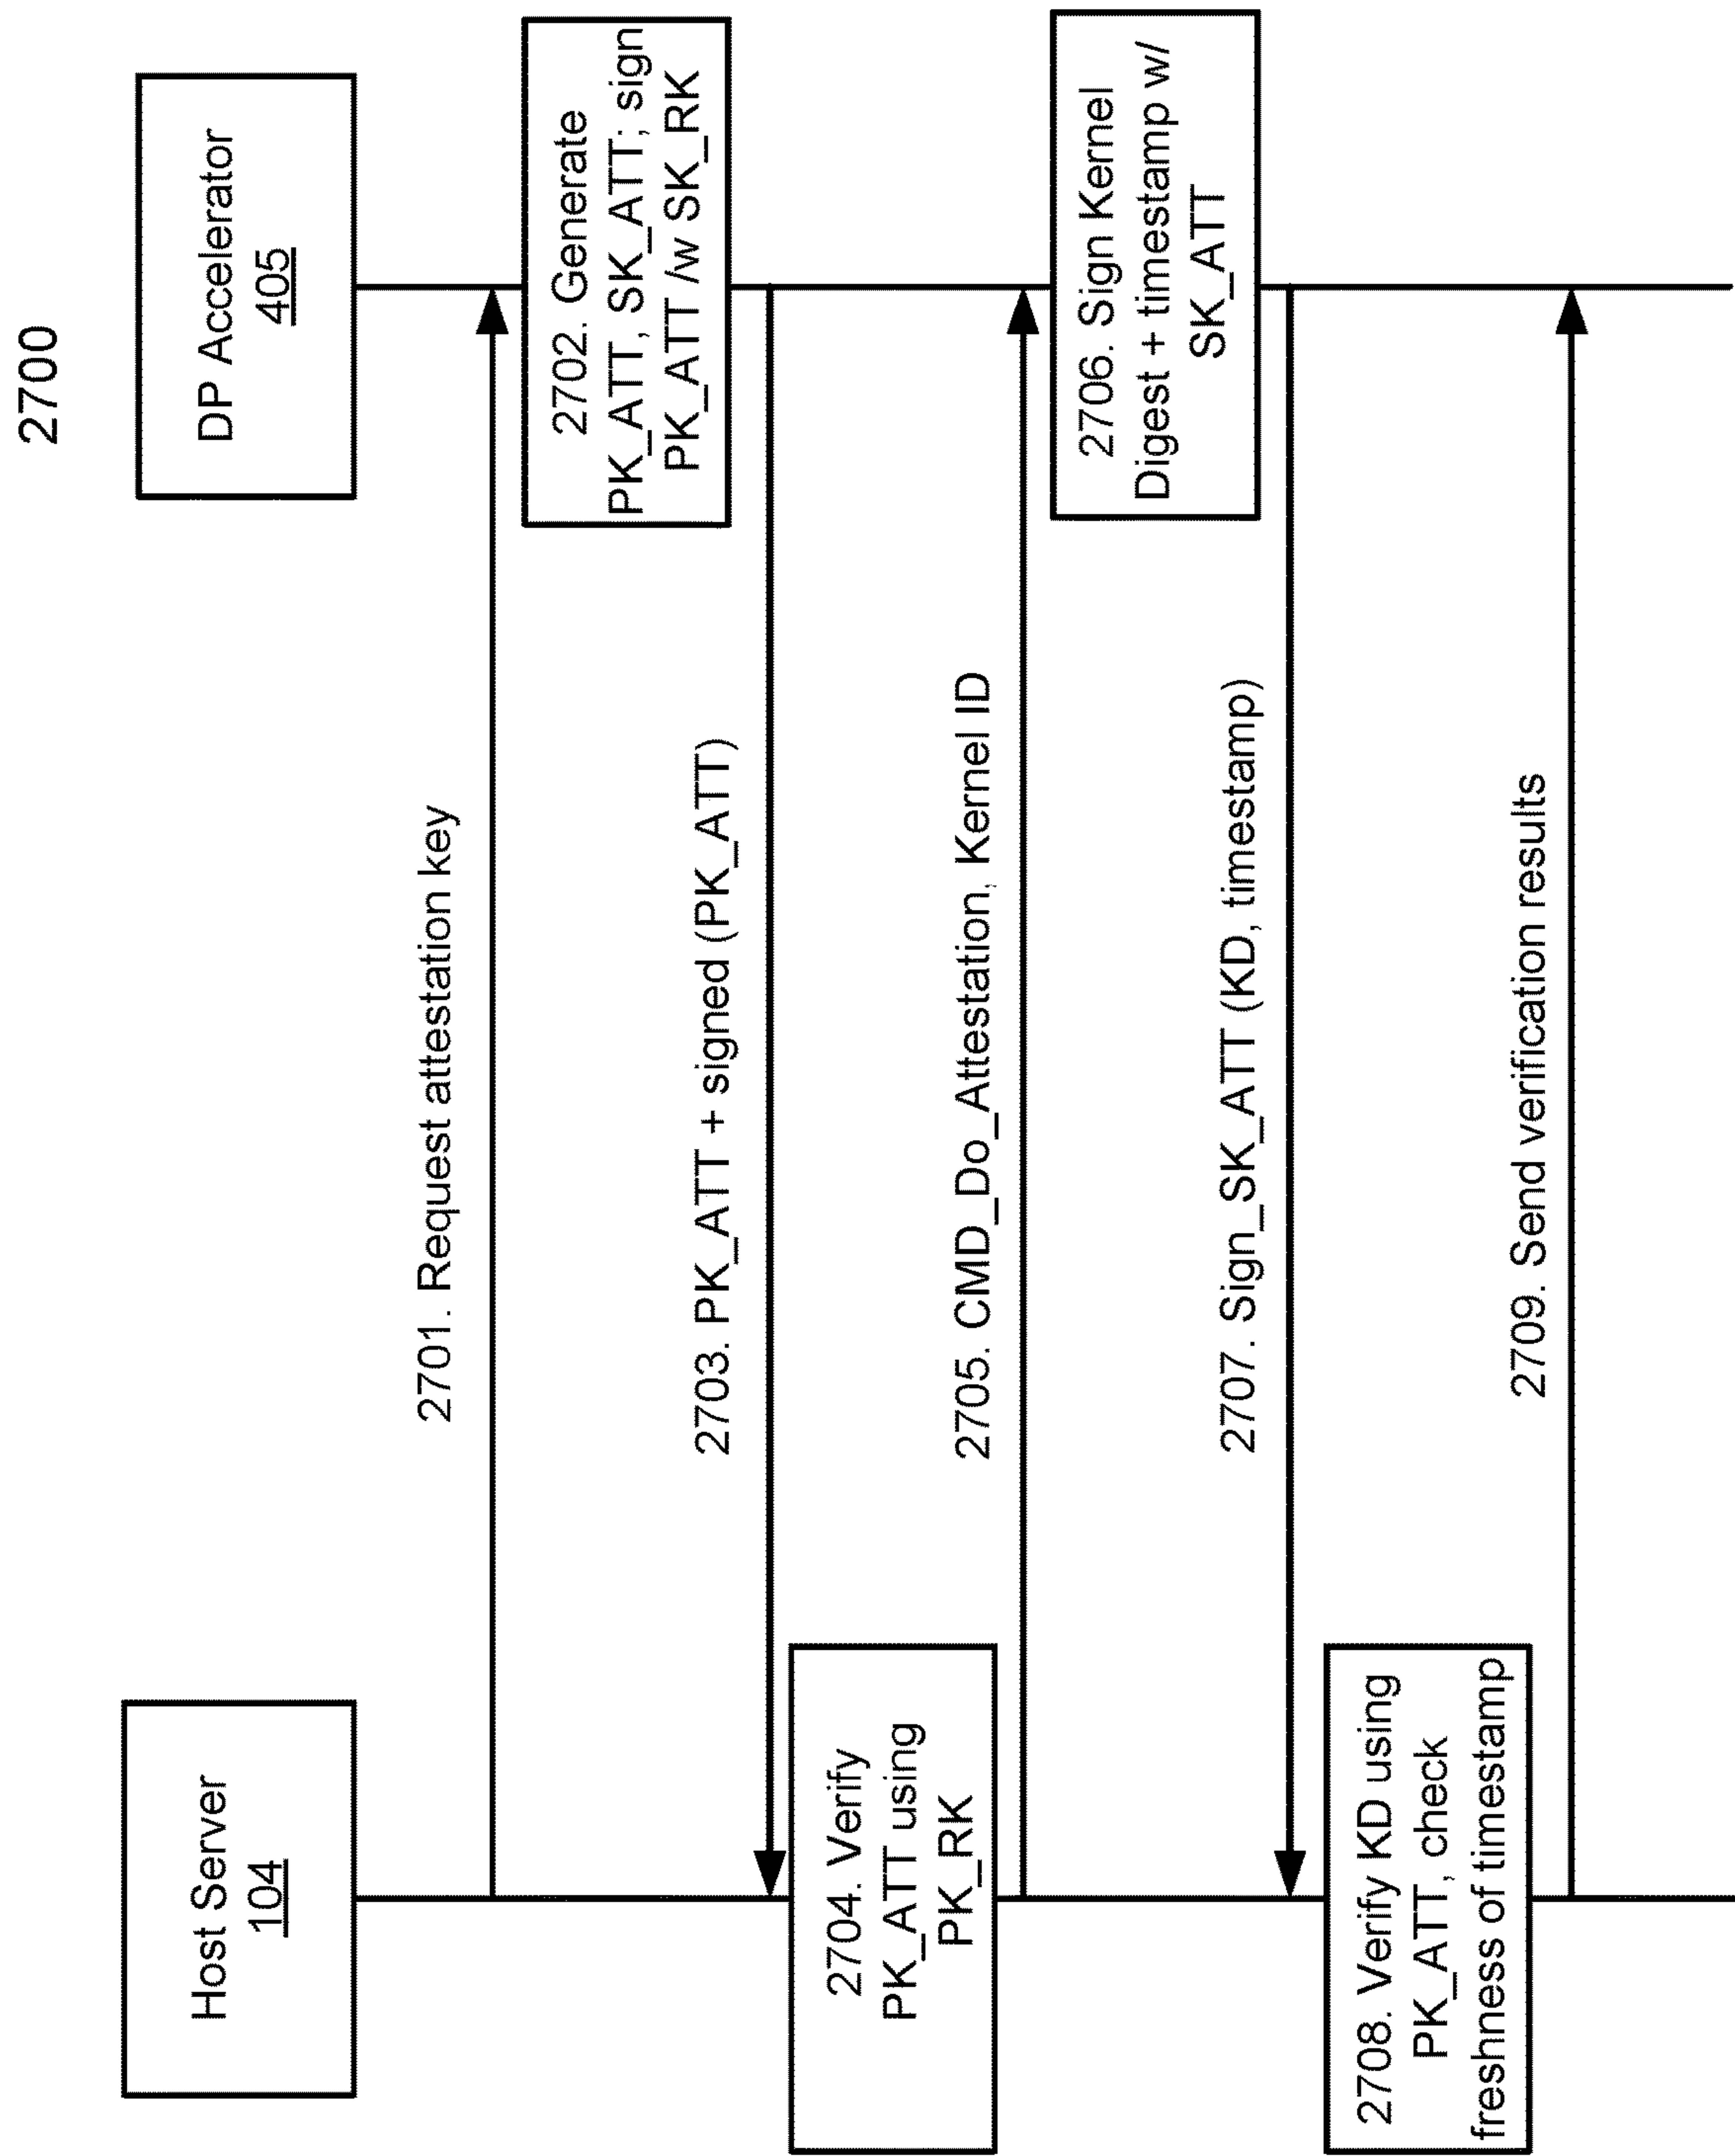 2700
Host Server
104
DP Accelerator
405
2701. Request attestation key
2702. Generate
PK_ATT, SK_ATT; sign
PK_ATT /w SK_RK
2703. PK_ATT + signed (PK_ATT)
2704. Verify
PK_ATT using
PK_RK
2705. CMD_Do_Attestation, Kernel ID
2706. Sign Kernel
Digest + timestamp w/
SK_ATT
2707. Sign_SK_ATT (KD, timestamp)
2708. Verify KD using
PK_ATT, check
freshness of timestamp
2709. Send verification results